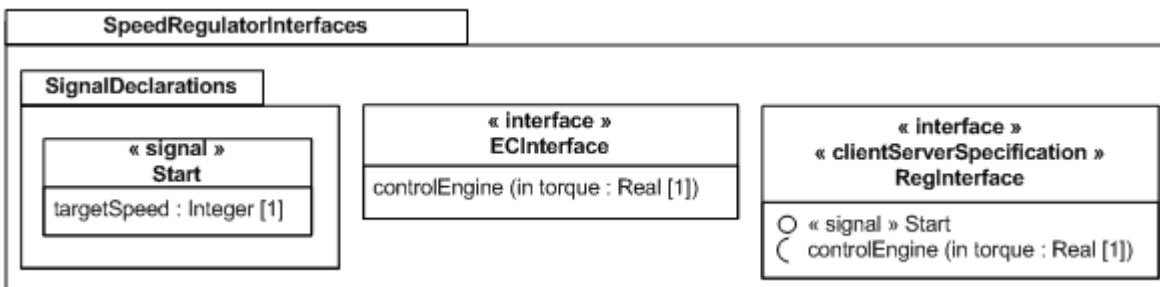 SpeedRegulatorInterfaces
SignalDeclarations
« signal »
Start
targetSpeed : Integer [1]
« interface »
ECInterface
controlEngine (in torque : Real [1])
« interface »
« clientServerSpecification »
RegInterface
« signal » Start
controlEngine (in torque : Real [1])